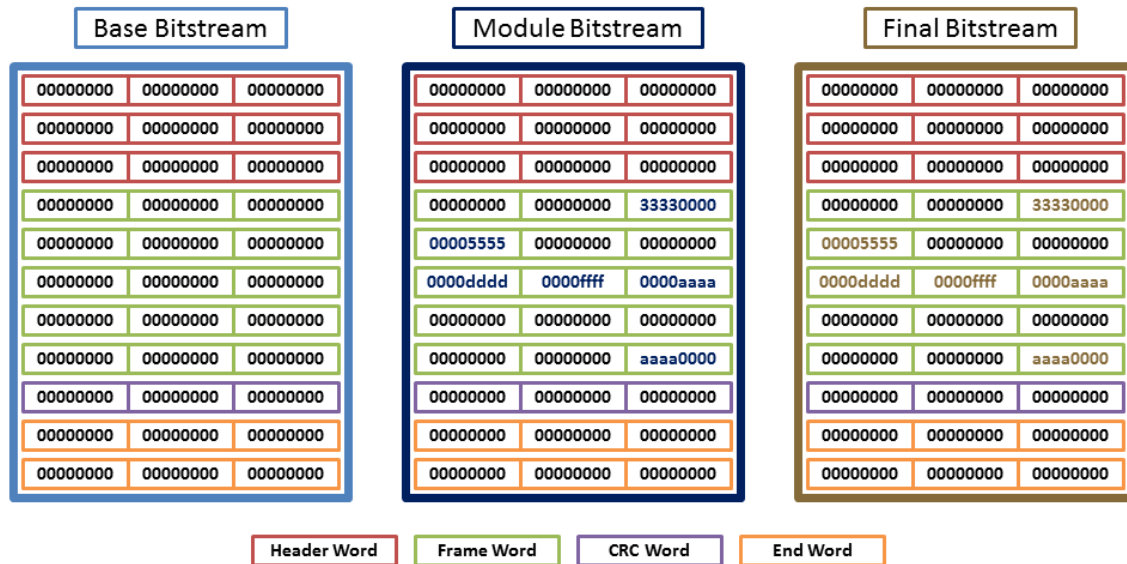 Base Bitstream Module Bitstream Final Bitstream
00000000 00000000 00000000 00000000 00000000 00000000 00000000 00000000 00000000
00000000 00000000 00000000 00000000 00000000 00000000 00000000 00000000 00000000
00000000 00000000 00000000 00000000 00000000 00000000 00000000 00000000 00000000
00000000 00000000 00000000 00000000 00000000 33330000 00000000 00000000 33330000
00000000 00000000 00000000 00005555 00000000 00000000 00005555 00000000 00000000
00000000 00000000 00000000 0000dddd 0000ffff 0000aaaa 0000dddd 0000ffff 0000aaaa
00000000 00000000 00000000 00000000 00000000 00000000 00000000 00000000 00000000
00000000 00000000 00000000 00000000 00000000 aaaa0000 00000000 00000000 aaaa0000
00000000 00000000 00000000 00000000 00000000 00000000 00000000 00000000 00000000
00000000 00000000 00000000 00000000 00000000 00000000 00000000 00000000 00000000
00000000 00000000 00000000 00000000 00000000 00000000 00000000 00000000 00000000
Header Word Frame Word CRC Word End Word